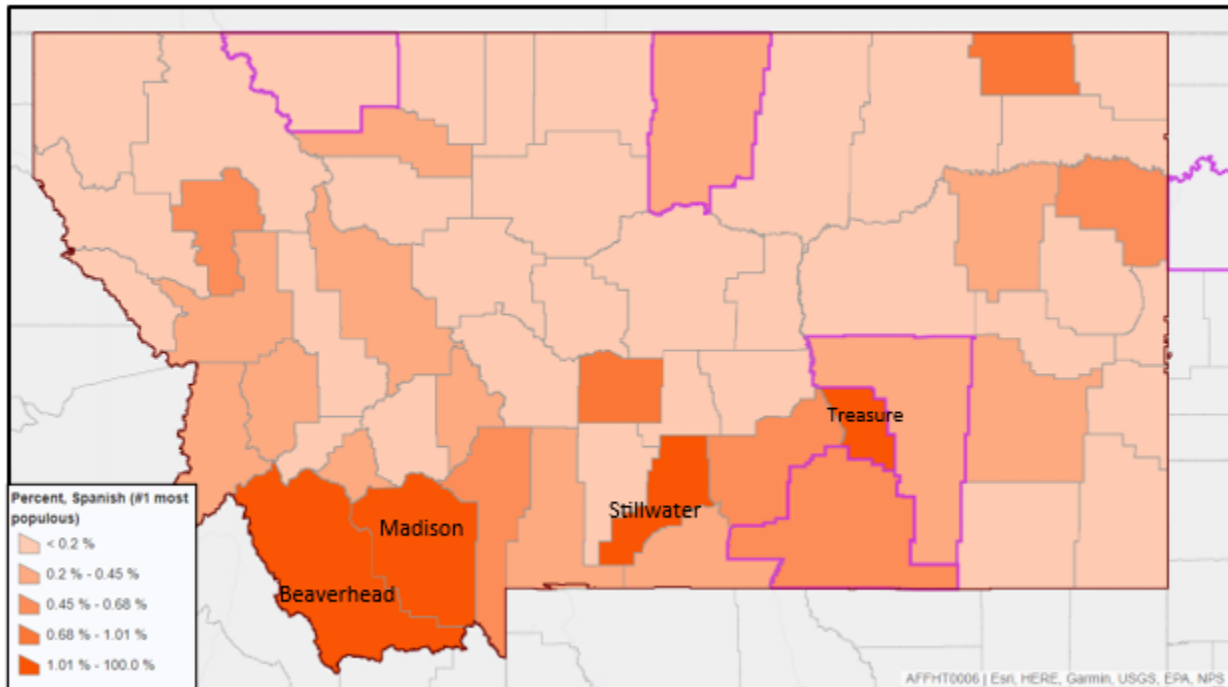 Treasure
Stillwater
Madison
Beaverhead
Percent, Spanish (#1 most
populous)
< 0.2 %
0.2 % - 0.45 %
0.45 % - 0.68 %
0.68 % - 1.01 %
1.01 % - 100.0 %
AFFHT0006 | Esri, HERE, Garmin, USGS, EPA, NPS